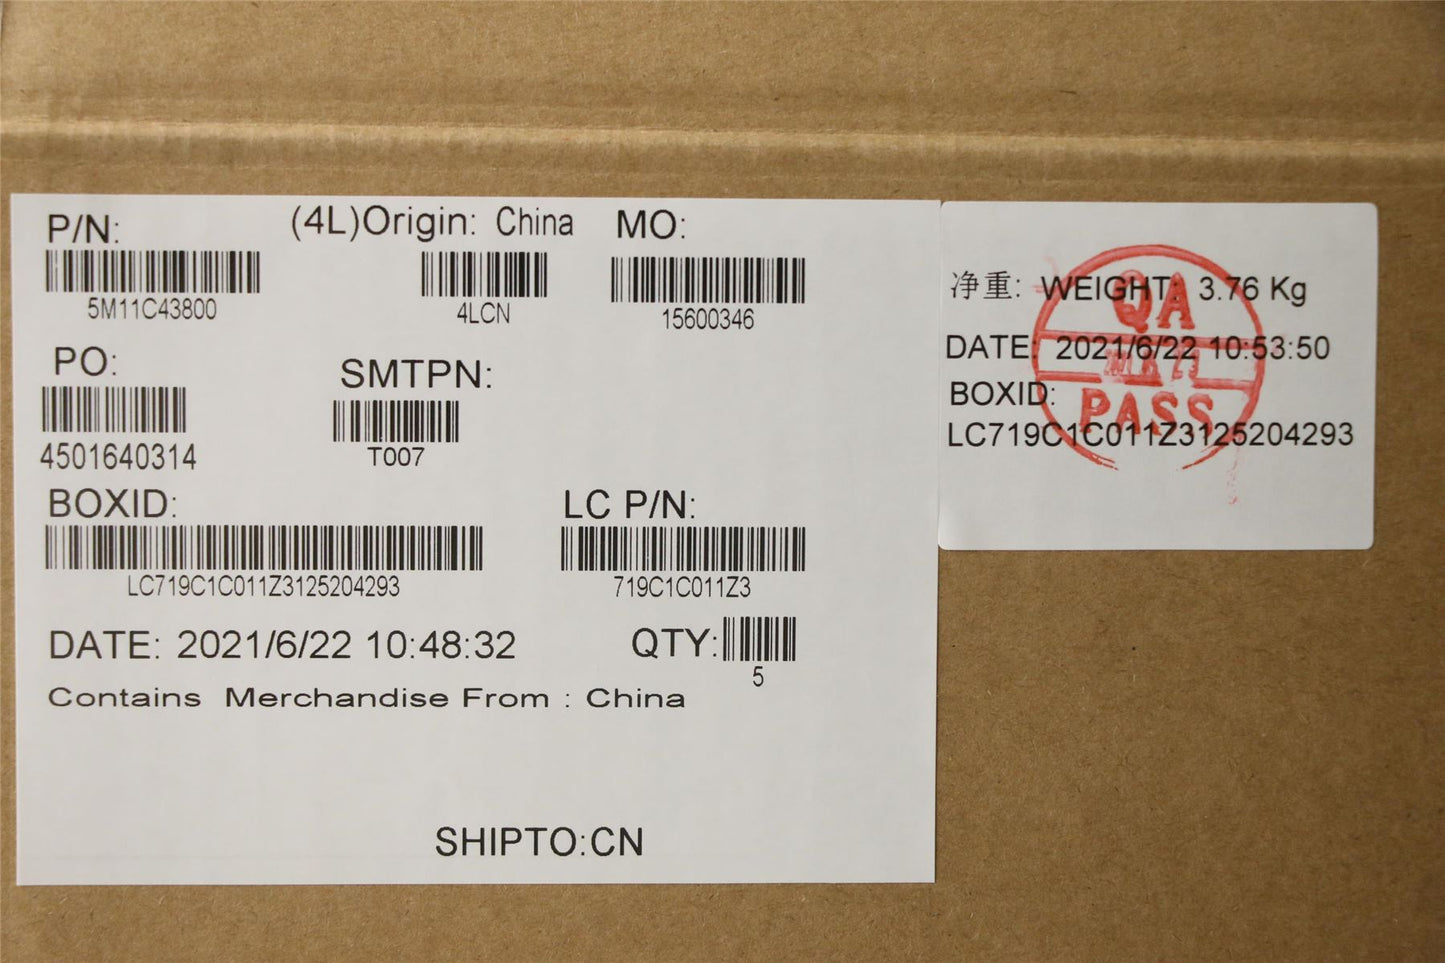 P/N:
(4L)Origin: China
MO:
5M11C43800
4LCN
15600346
PO:
SMTPN:
4501640314
T007
BOXID:
LC P/N:
LC719C1C011Z3125204293
719C1C011Z3
DATE: 2021/6/22 10:48:32
QTY:
5
Contains Merchandise From : China
SHIPTO:CN
净重: WEIGHT: 3.76 Kg
DATE: 2021/6/22 10:53:50
BOXID:
LC719C1C011Z3125204293
QA
PASS